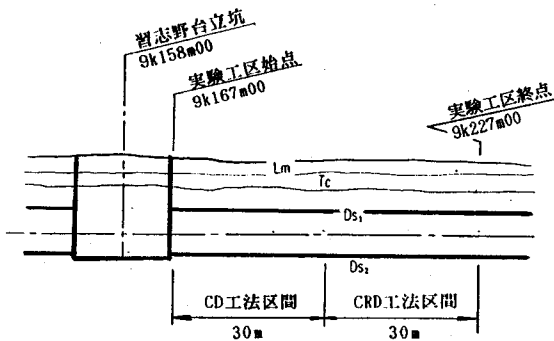 習志野台立坑
9k158m00
実験工区始点
9k167m00
実験工区終点
9k227m00
Lm
Tc
Ds₁
Ds₂
CD工法区間
CRD工法区間
30m
30m